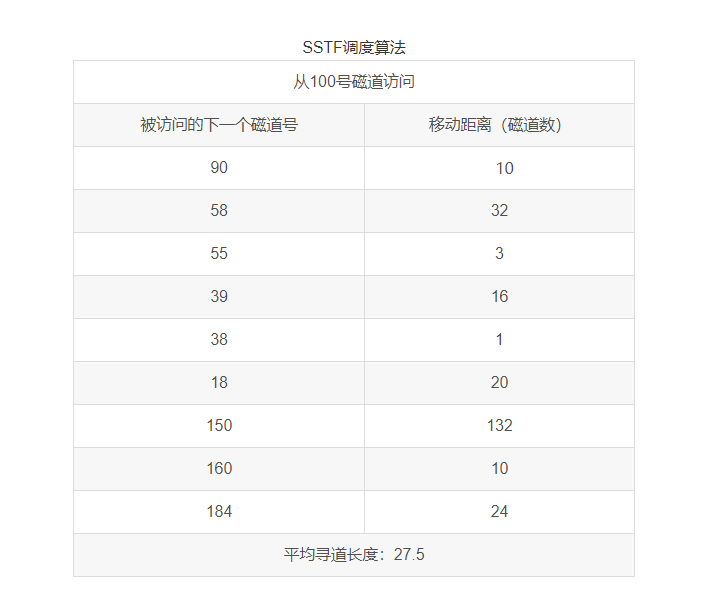 SSTF调度算法
从100号磁道访问
被访问的下一个磁道号 移动距离（磁道数）
90 10
58 32
55 3
39 16
38 1
18 20
150 132
160 10
184 24
平均寻道长度：27.5